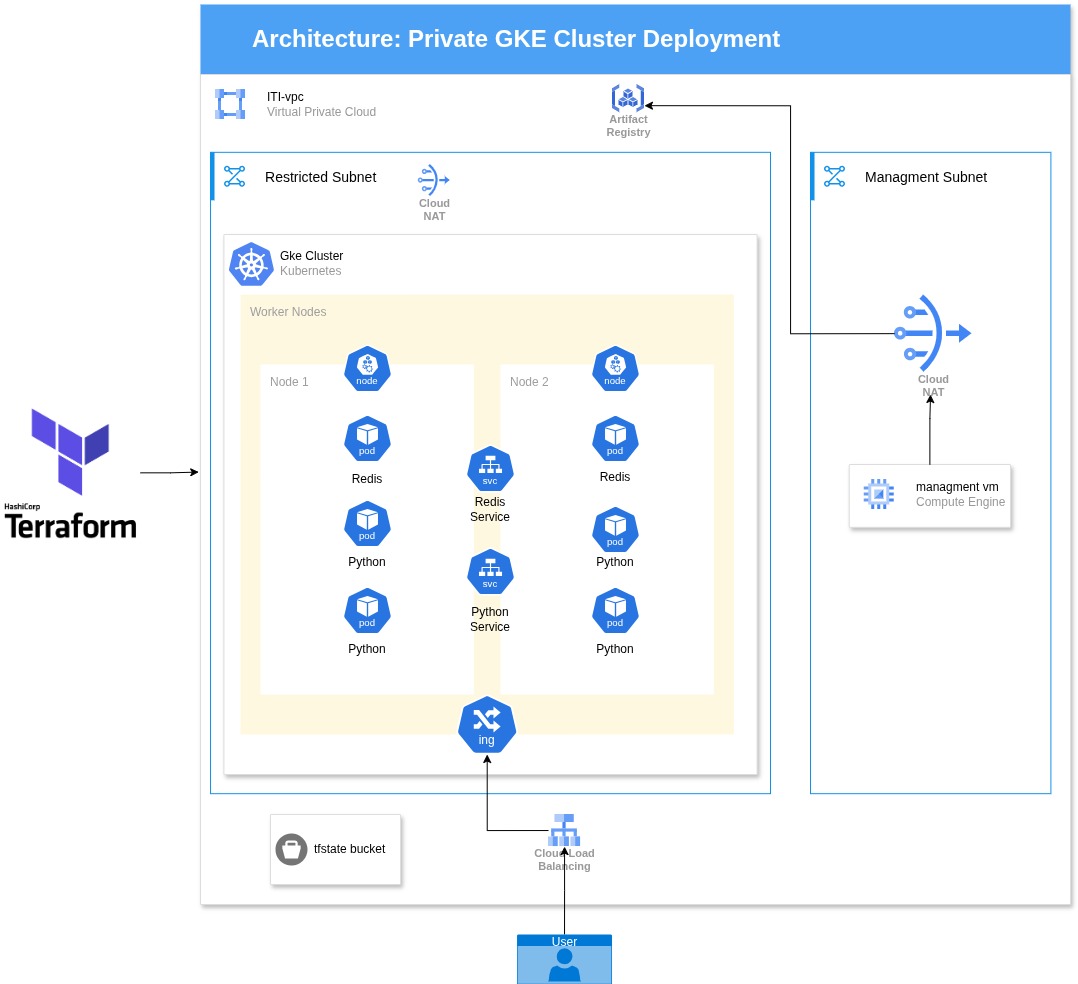 Architecture: Private GKE Cluster Deployment
ITI-vpc
Virtual Private Cloud
Artifact
Registry
Restricted Subnet
Cloud
NAT
Managment Subnet
Gke Cluster
Kubernetes
Worker Nodes
Node 1
node
Node 2
node
pod
Redis
pod
Redis
svc
Redis
Service
pod
Python
pod
Python
svc
Python
Service
pod
Python
pod
Python
ing
Cloud
NAT
managment vm
Compute Engine
HashiCorp
Terraform
tfstate bucket
Cloud Load
Balancing
User